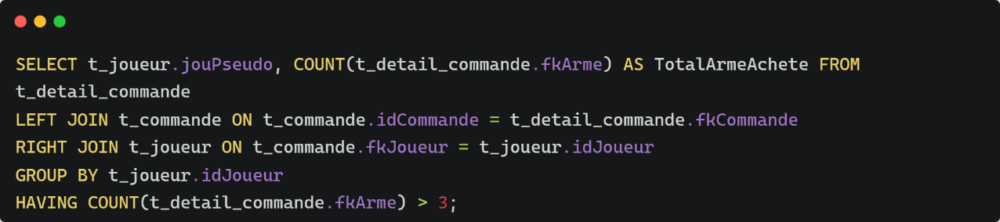 SELECT t_joueur.jouPseudo, COUNT(t_detail_commande.fkArme) AS TotalArmeAchete FROM
t_detail_commande
LEFT JOIN t_commande ON t_commande.idCommande = t_detail_commande.fkCommande
RIGHT JOIN t_joueur ON t_commande.fkJoueur = t_joueur.idJoueur
GROUP BY t_joueur.idJoueur
HAVING COUNT(t_detail_commande.fkArme) > 3;